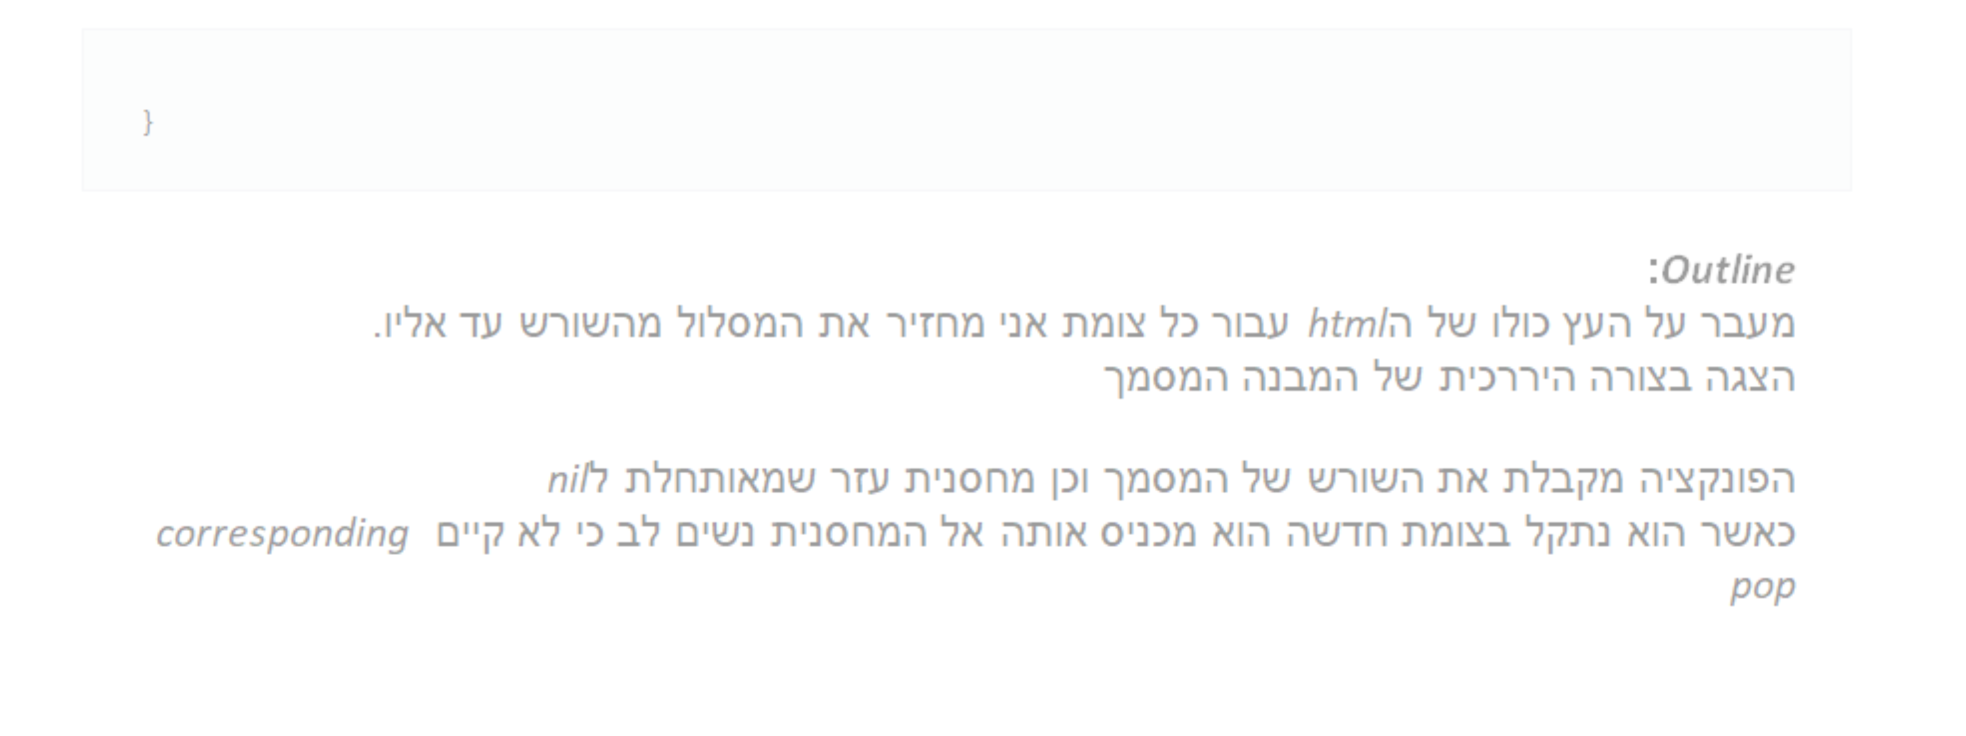 }
Outline:
מעבר על העץ כולו של הhtml עבור כל צומת אני מחזיר את המסלול מהשורש עד אליו.
הצגה בצורה היררכית של המבנה המסמך
הפונקציה מקבלת את השורש של המסמך וכן מחסנית עזר שמאותחלת לnil
כאשר הוא נתקל בצומת חדשה הוא מכניס אותה אל המחסנית נשים לב כי לא קיים corresponding
pop